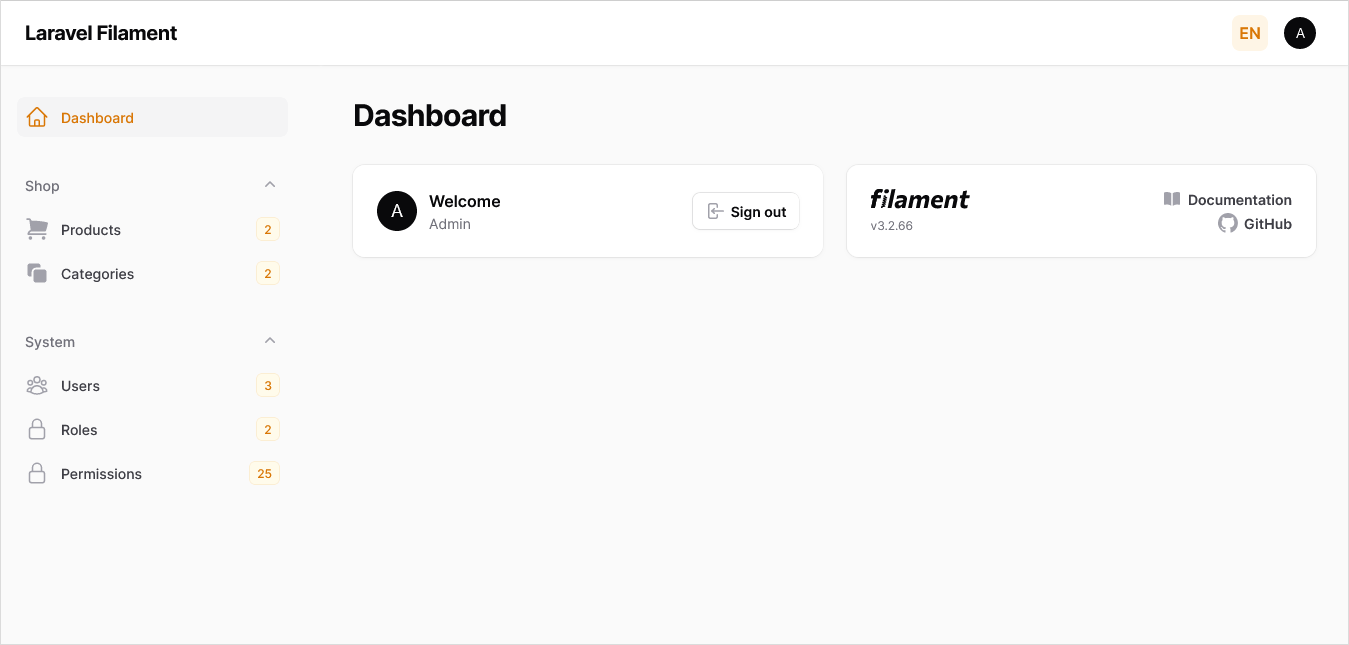 Laravel Filament
EN
A
Dashboard
Shop
Products 2
Categories 2
System
Users 3
Roles 2
Permissions 25
Dashboard
A
Welcome
Admin
Sign out
filament
v3.2.66
Documentation
GitHub